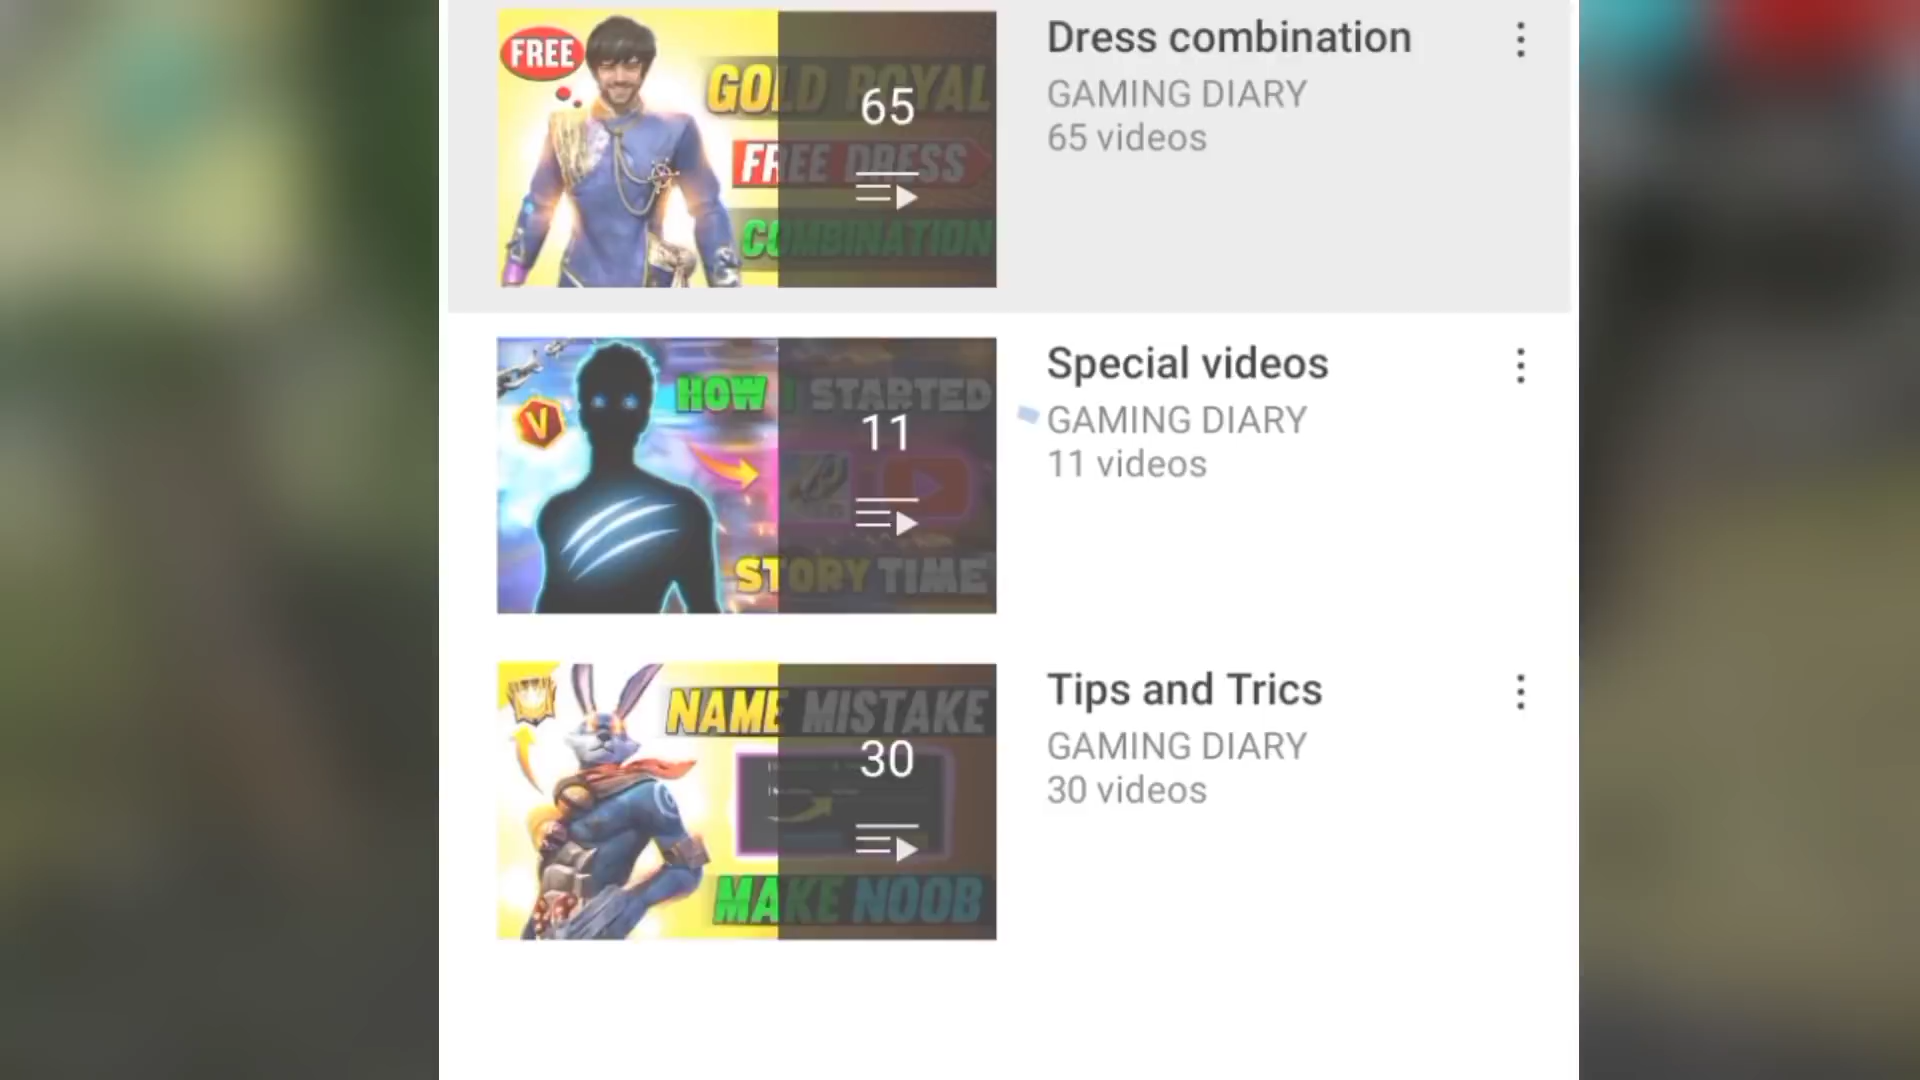 FREE
GOLD ROYAL
FREE DRESS
COMBINATION
65
Dress combination
GAMING DIARY
65 videos
V
HOW I STARTED
STORY TIME
11
Special videos
GAMING DIARY
11 videos
NAME MISTAKE
MAKE NOOB
30
Tips and Trics
GAMING DIARY
30 videos